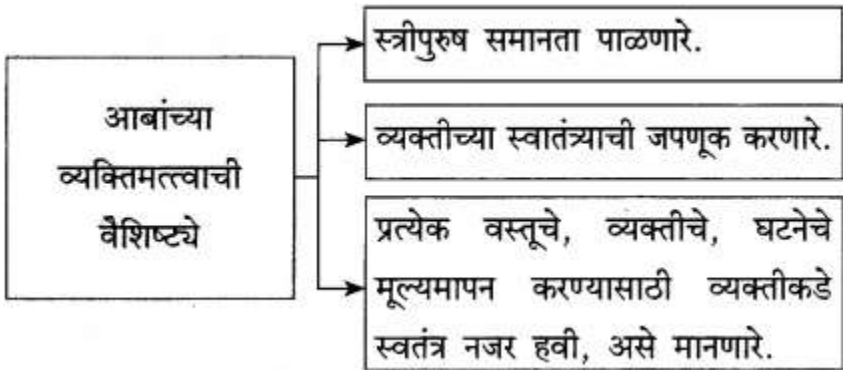 आबांच्या
व्यक्तिमत्त्वाची
वैशिष्ट्ये
स्त्रीपुरुष समानता पाळणारे.
व्यक्तीच्या स्वातंत्र्याची जपणूक करणारे.
प्रत्येक वस्तूचे, व्यक्तीचे, घटनेचे
मूल्यमापन करण्यासाठी व्यक्तीकडे
स्वतंत्र नजर हवी, असे मानणारे.